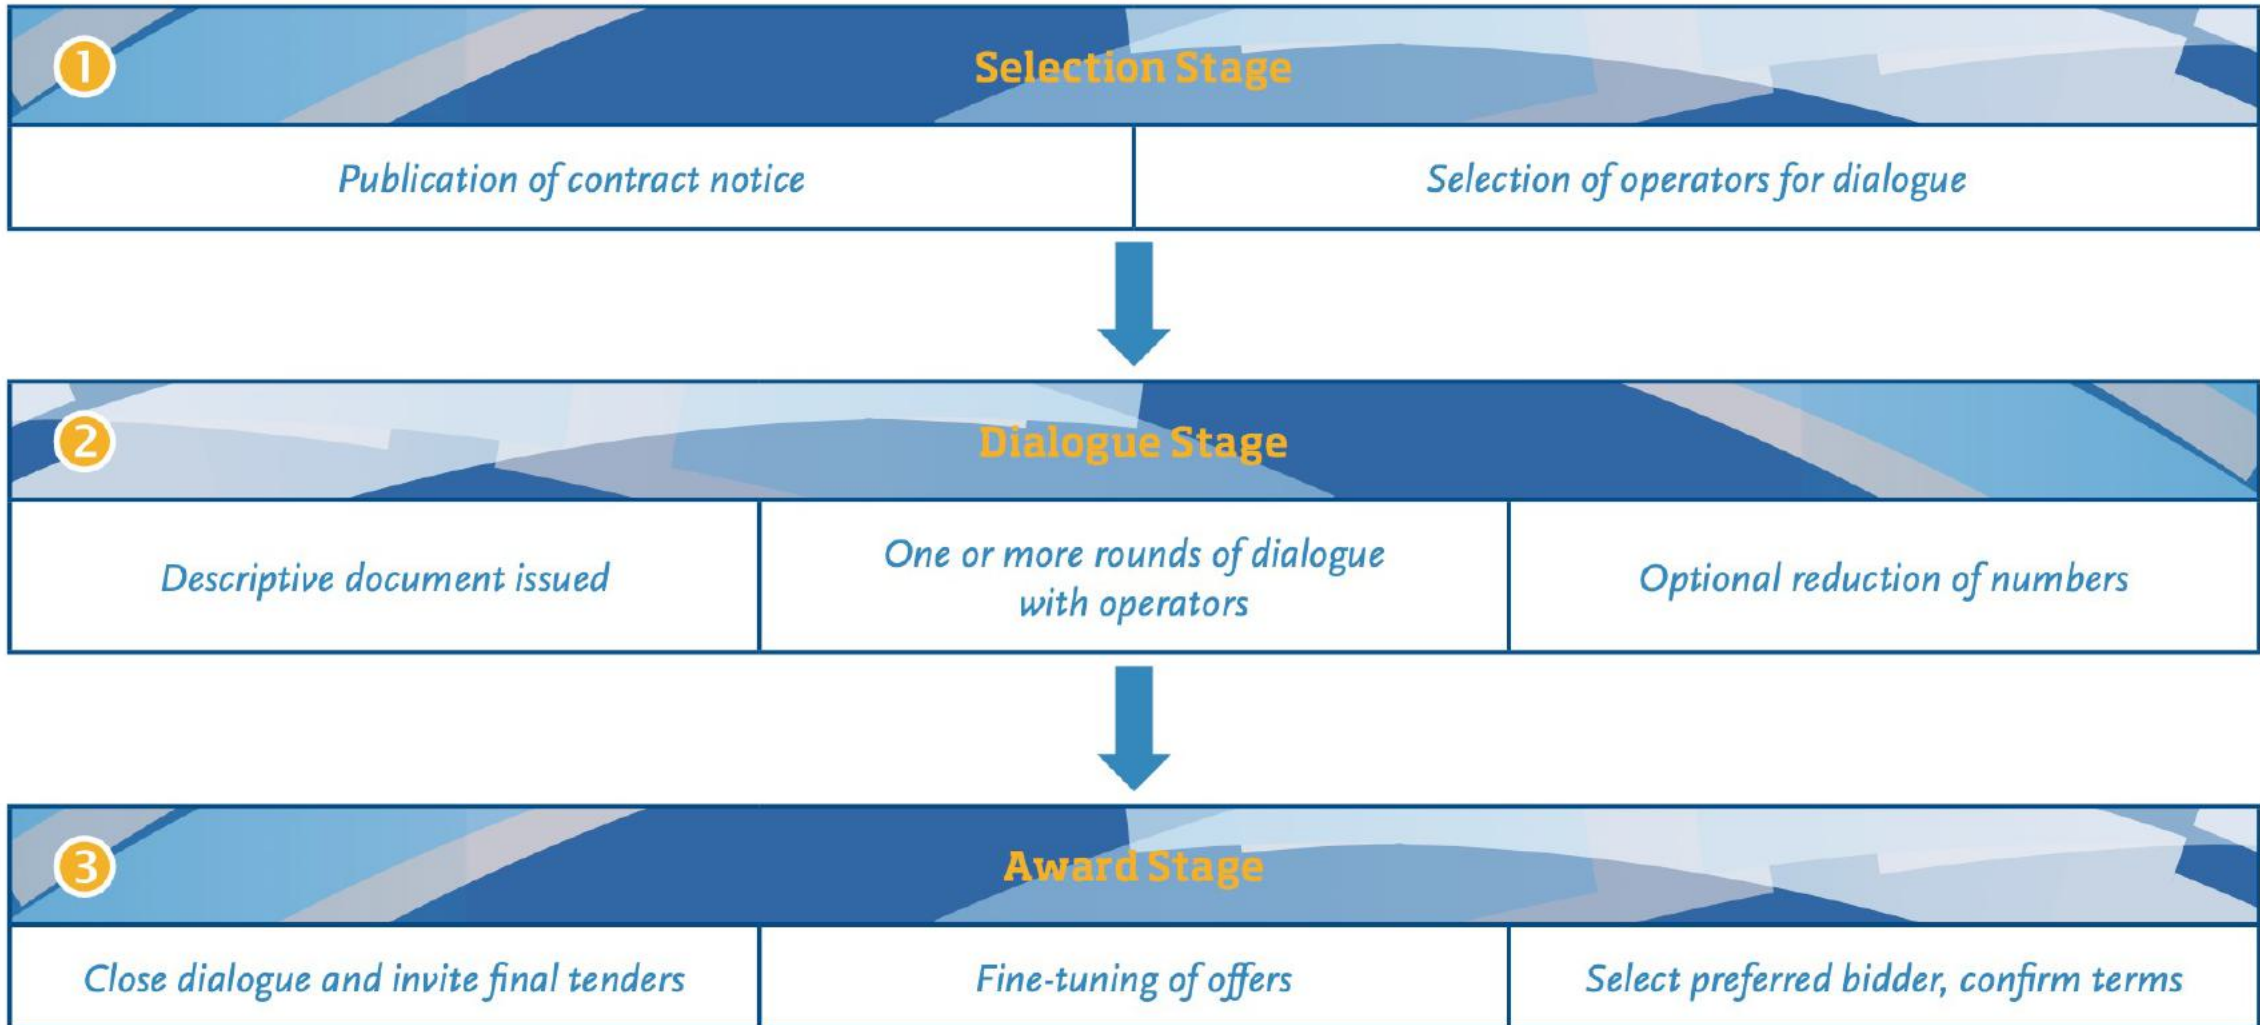 1
Selection Stage
Publication of contract notice
Selection of operators for dialogue
2
Dialogue Stage
Descriptive document issued
One or more rounds of dialogue
with operators
Optional reduction of numbers
3
Award Stage
Close dialogue and invite final tenders
Fine-tuning of offers
Select preferred bidder, confirm terms